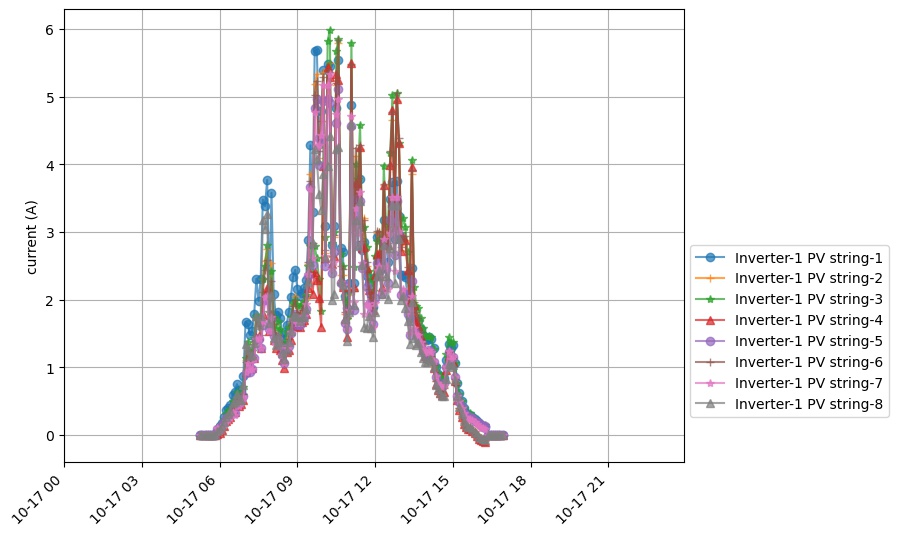 6
5
4
3
2
1
0
current (A)
10-17 00
10-17 03
10-17 06
10-17 09
10-17 12
10-17 15
10-17 18
10-17 21
Inverter-1 PV string-1
Inverter-1 PV string-2
Inverter-1 PV string-3
Inverter-1 PV string-4
Inverter-1 PV string-5
Inverter-1 PV string-6
Inverter-1 PV string-7
Inverter-1 PV string-8